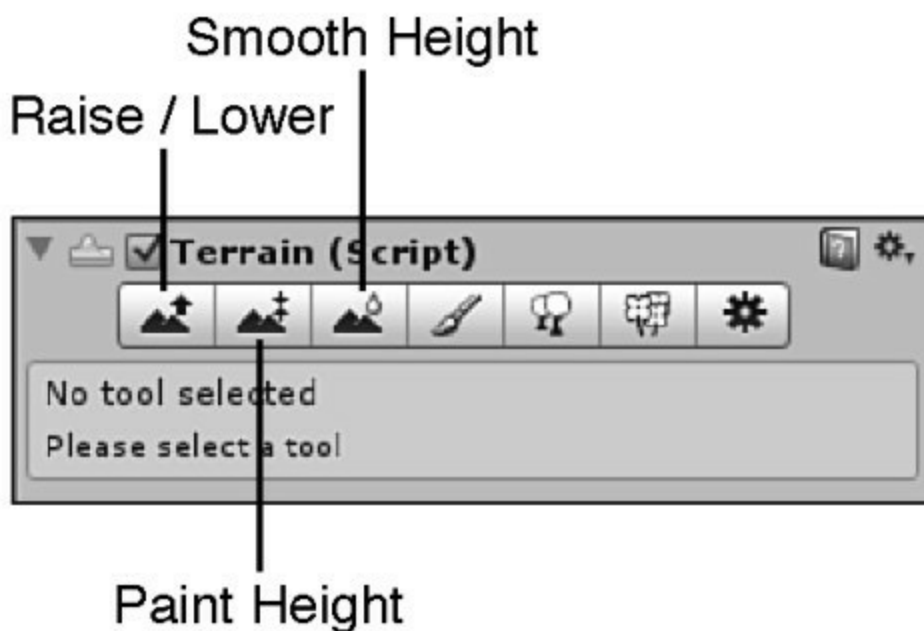 Smooth Height
Raise / Lower
Terrain (Script)
No tool selected
Please select a tool
Paint Height